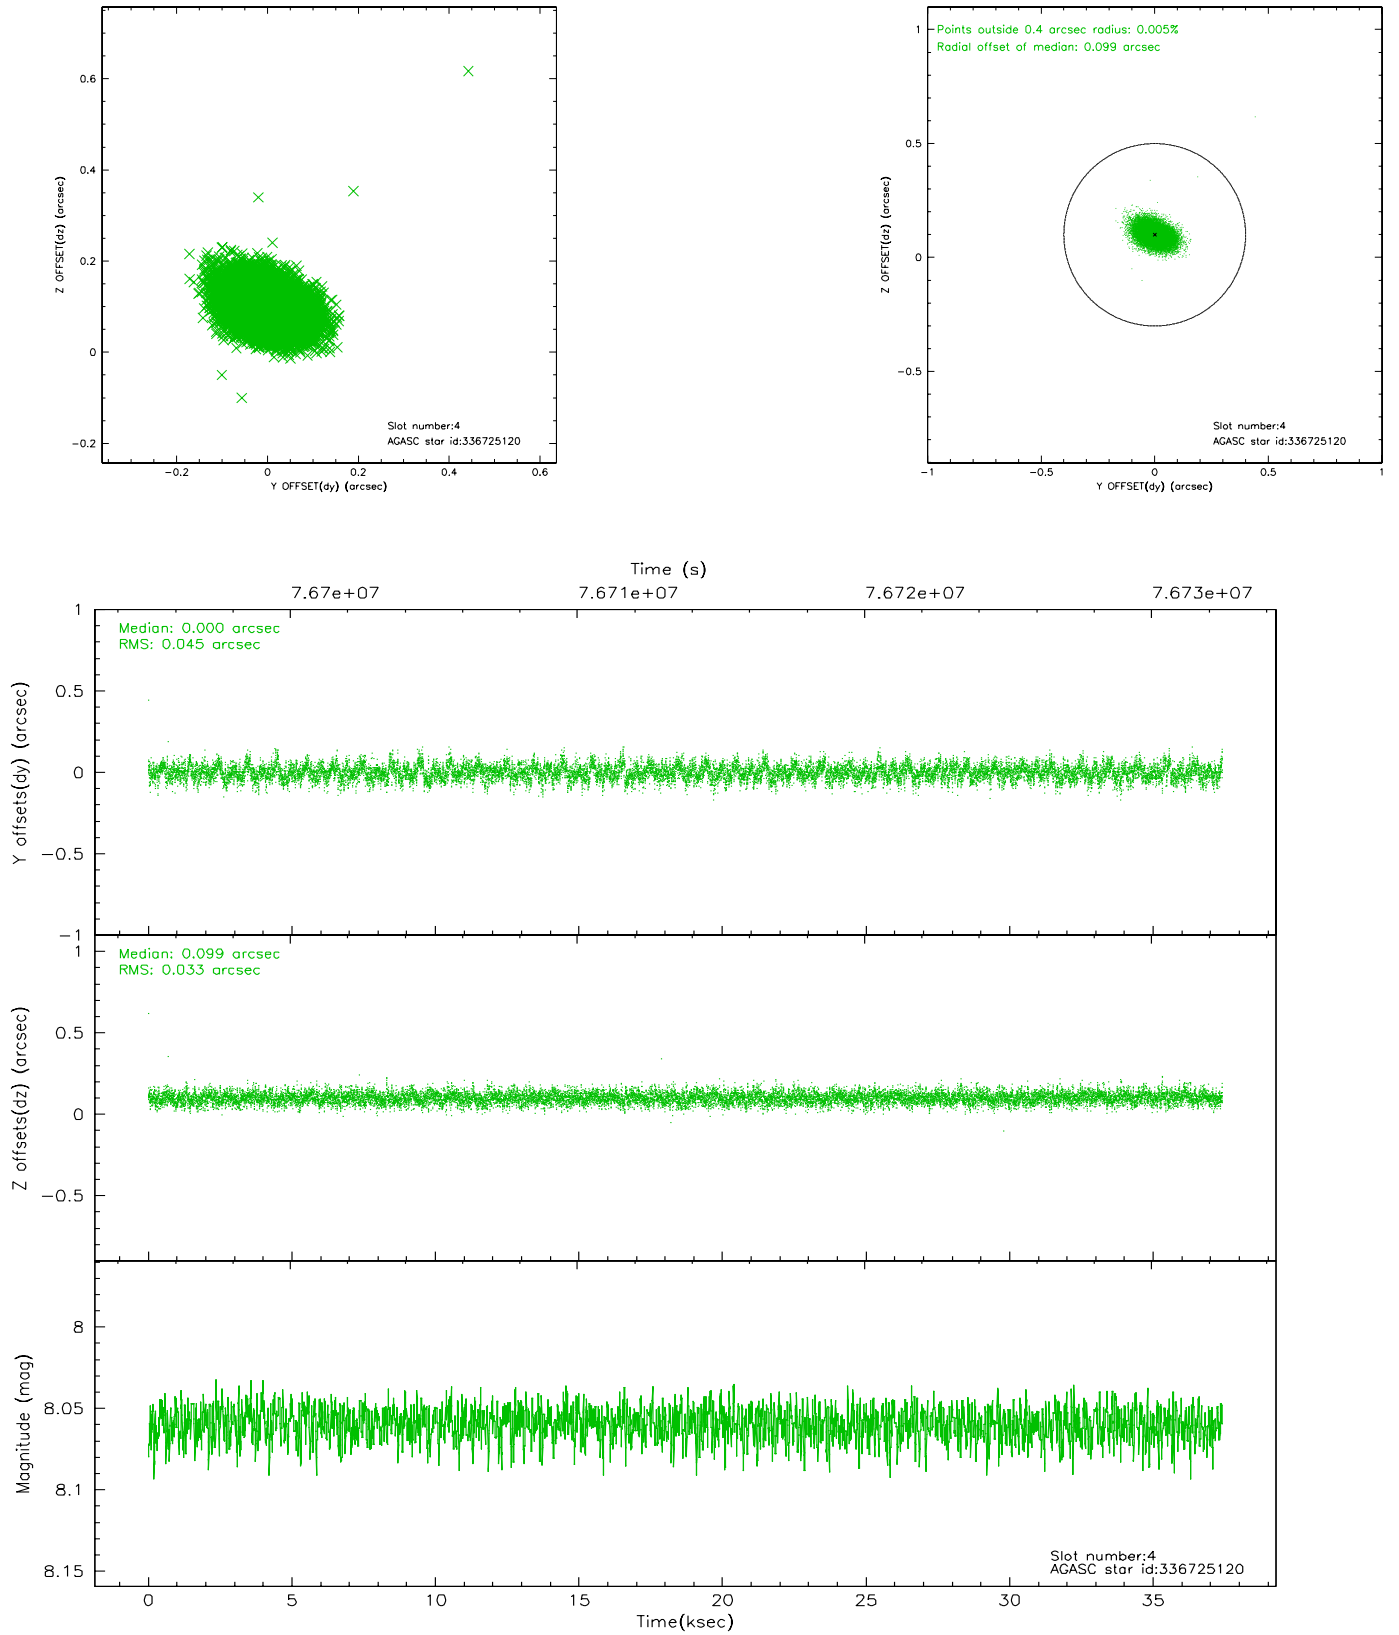 0.6
0.4
0.2
0
−0.2
Z OFFSET(dz) (arcsec)
Slot number:4
AGASC star id:336725120
−0.2 0 0.2 0.4 0.6
Y OFFSET(dy) (arcsec)
Points outside 0.4 arcsec radius: 0.005%
Radial offset of median: 0.099 arcsec
1
0.5
0
−0.5
Z OFFSET(dz) (arcsec)
Slot number:4
AGASC star id:336725120
−1 −0.5 0 0.5 1
Y OFFSET(dy) (arcsec)
Time (s)
7.67e+07 7.671e+07 7.672e+07 7.673e+07
Median: 0.000 arcsec
RMS: 0.045 arcsec
1
0.5
0
−0.5
−1
Y offsets(dy) (arcsec)
Median: 0.099 arcsec
RMS: 0.033 arcsec
1
0.5
0
−0.5
Z offsets(dz) (arcsec)
8
8.05
8.1
8.15
Magnitude (mag)
Slot number:4
AGASC star id:336725120
0 5 10 15 20 25 30 35
Time(ksec)